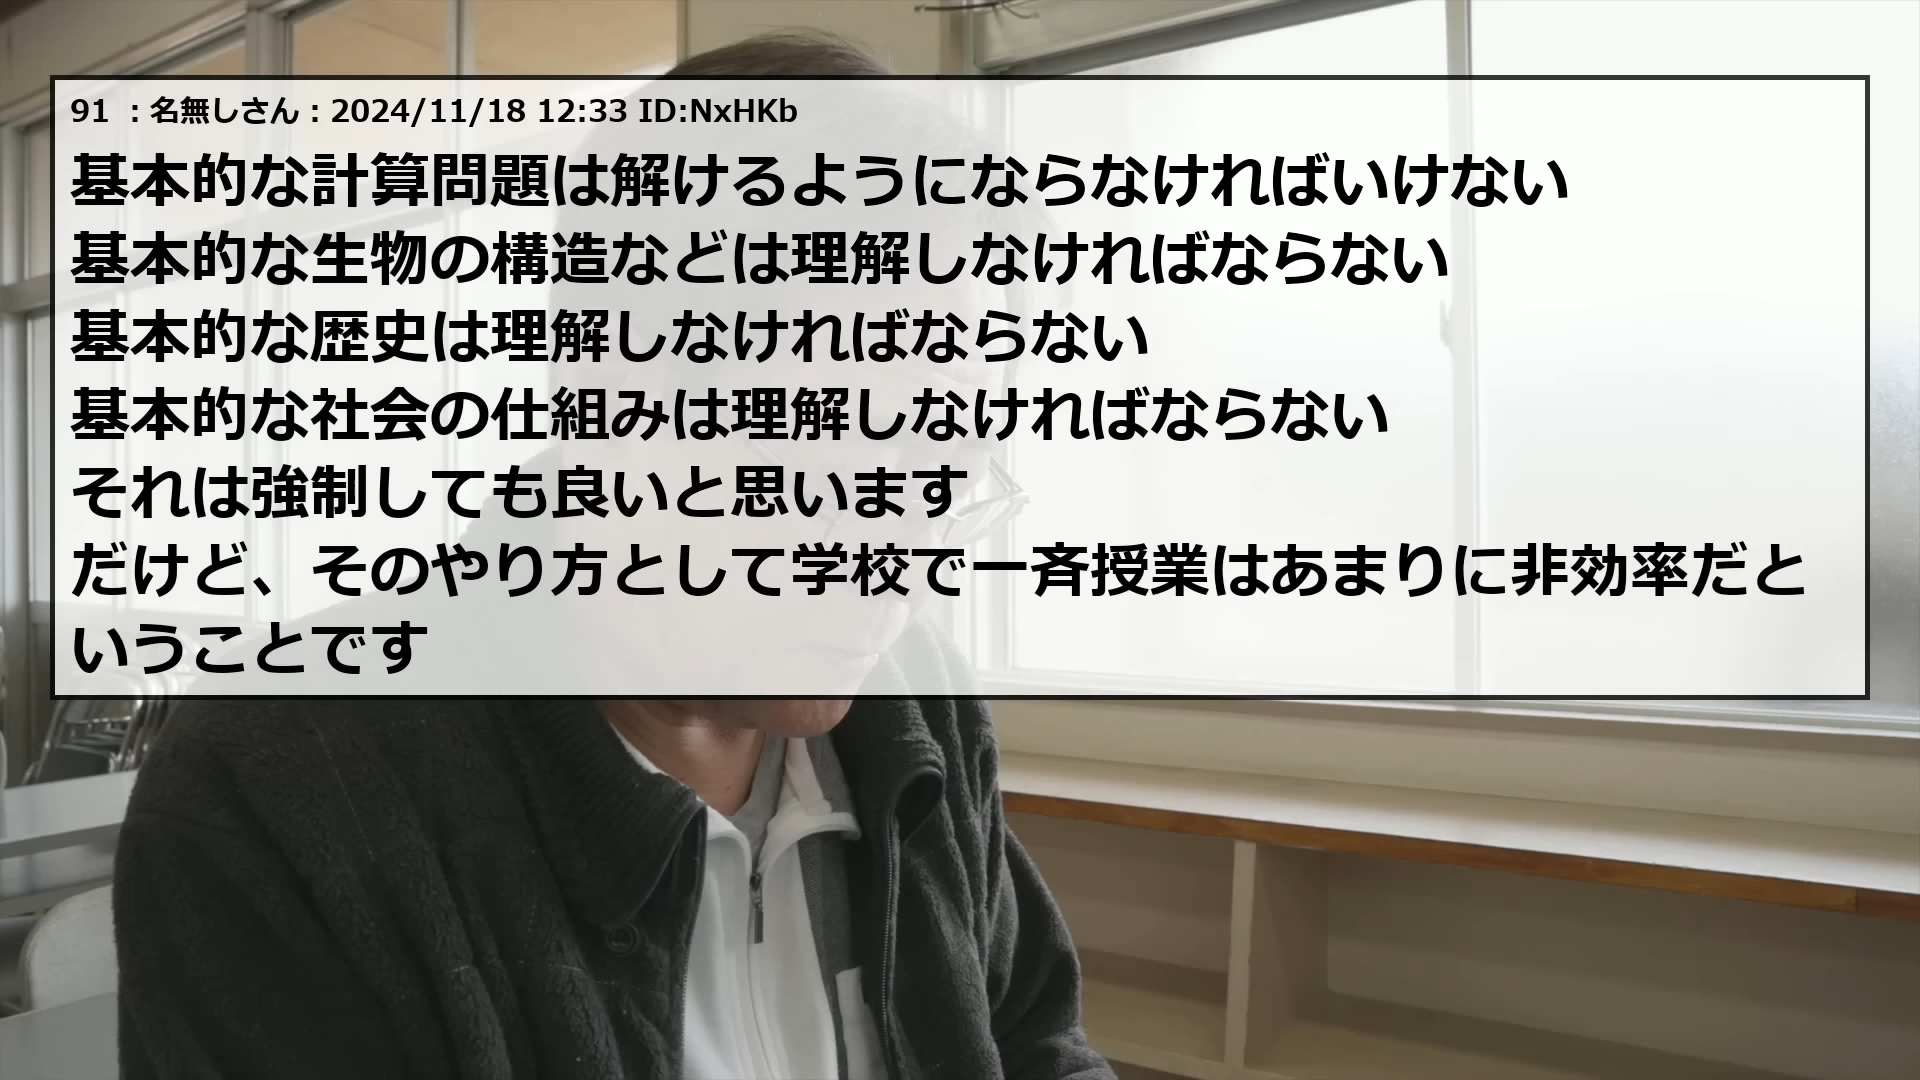 91 ：名無しさん：2024/11/18 12:33 ID:NxHKb
基本的な計算問題は解けるようにならなければいけない
基本的な生物の構造などは理解しなければならない
基本的な歴史は理解しなければならない
基本的な社会の仕組みは理解しなければならない
それは強制しても良いと思います
だけど、そのやり方として学校で一斉授業はあまりに非効率だと
いうことです